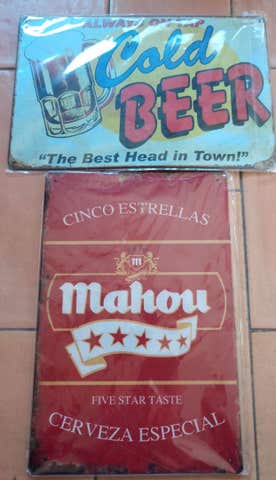 ALWAYS ON TAP
Cold
BEER
"The Best Head in Town!"
CINCO ESTRELLAS
m
Mahou
FIVE STAR TASTE
CERVEZA ESPECIAL